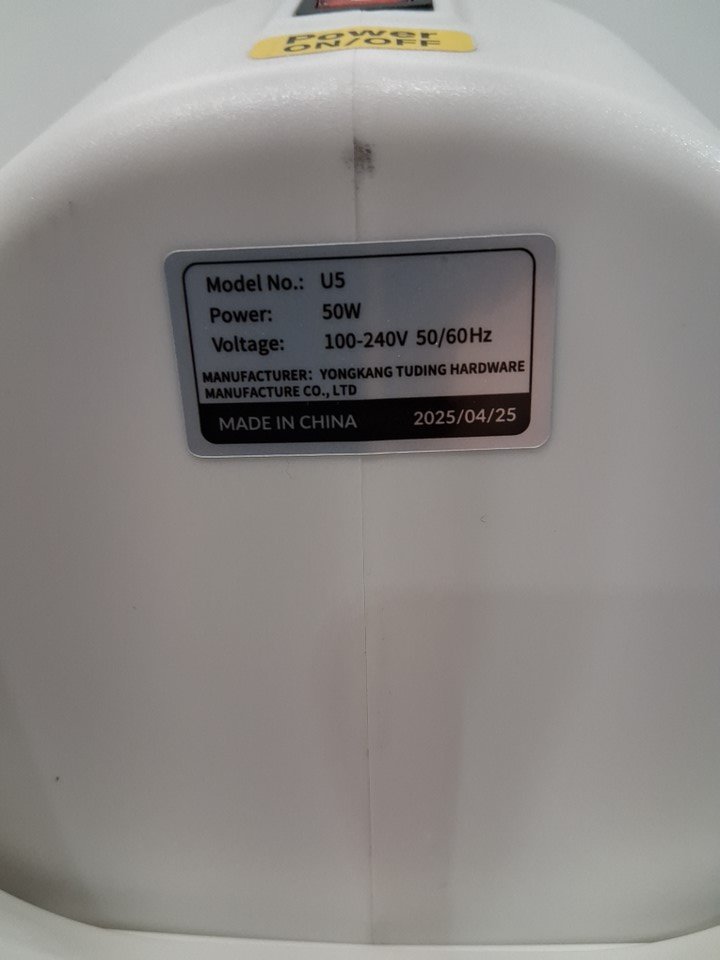 Power
ON/OFF
Model No.: U5
Power: 50W
Voltage: 100-240V 50/60Hz
MANUFACTURER: YONGKANG TUDING HARDWARE
MANUFACTURE CO., LTD
MADE IN CHINA 2025/04/25